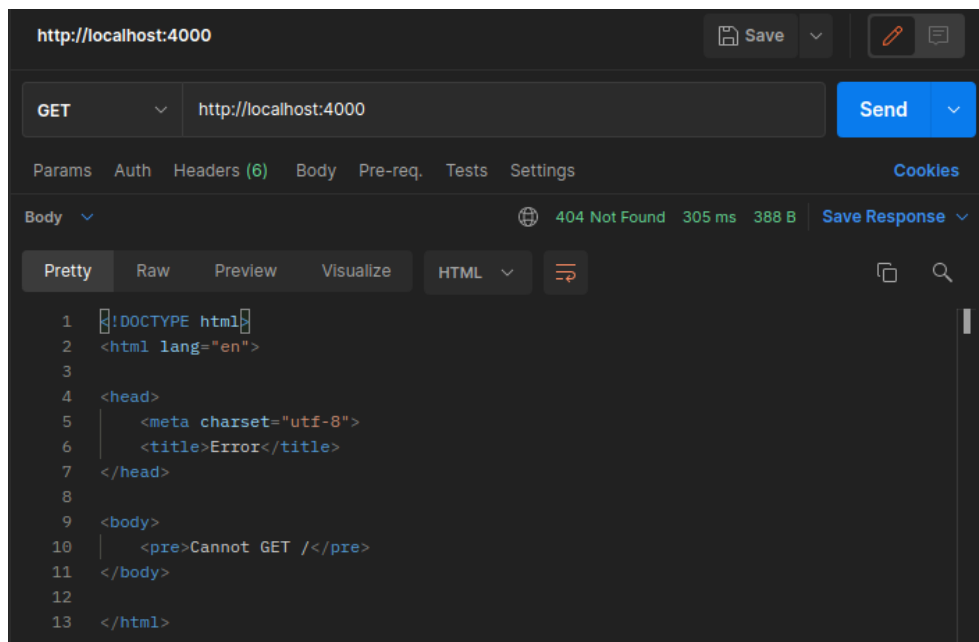 http://localhost:4000
Save
GET
http://localhost:4000
Send
Params Auth Headers (6) Body Pre-req. Tests Settings Cookies
Body 404 Not Found 305 ms 388 B Save Response
Pretty Raw Preview Visualize HTML
1 <!DOCTYPE html>
2 <html lang="en">
3
4 <head>
5     <meta charset="utf-8">
6     <title>Error</title>
7 </head>
8
9 <body>
10     <pre>Cannot GET /</pre>
11 </body>
12
13 </html>